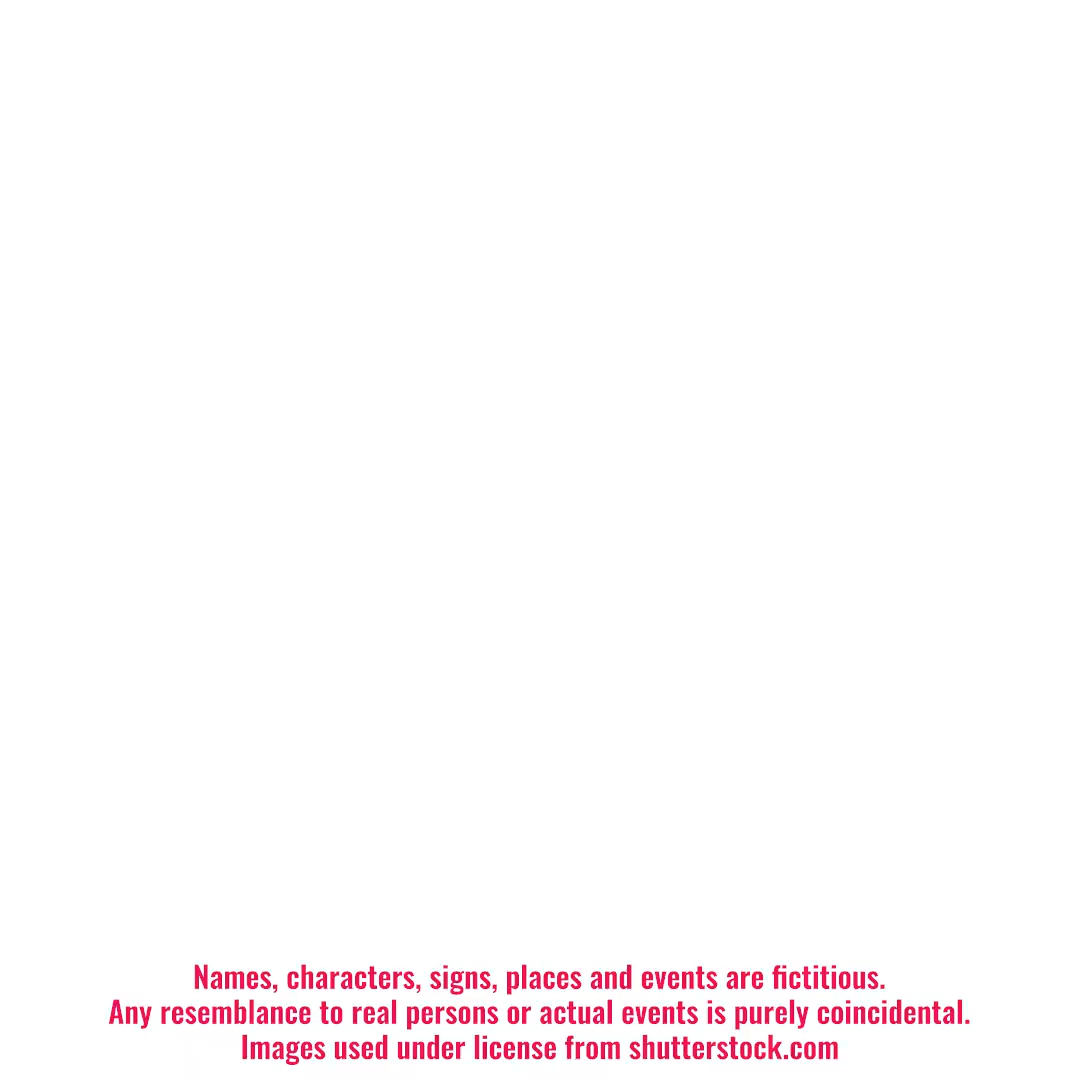 Names, characters, signs, places and events are fictitious.
Any resemblance to real persons or actual events is purely coincidental.
Images used under license from shutterstock.com